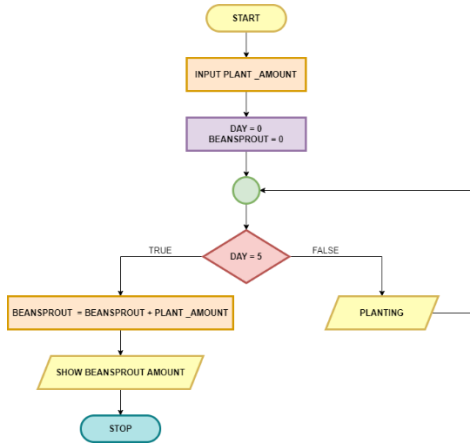 START
INPUT PLANT _AMOUNT
DAY = 0
BEANSPROUT = 0
DAY = 5
TRUE
FALSE
BEANSPROUT = BEANSPROUT + PLANT _AMOUNT
PLANTING
SHOW BEANSPROUT AMOUNT
STOP